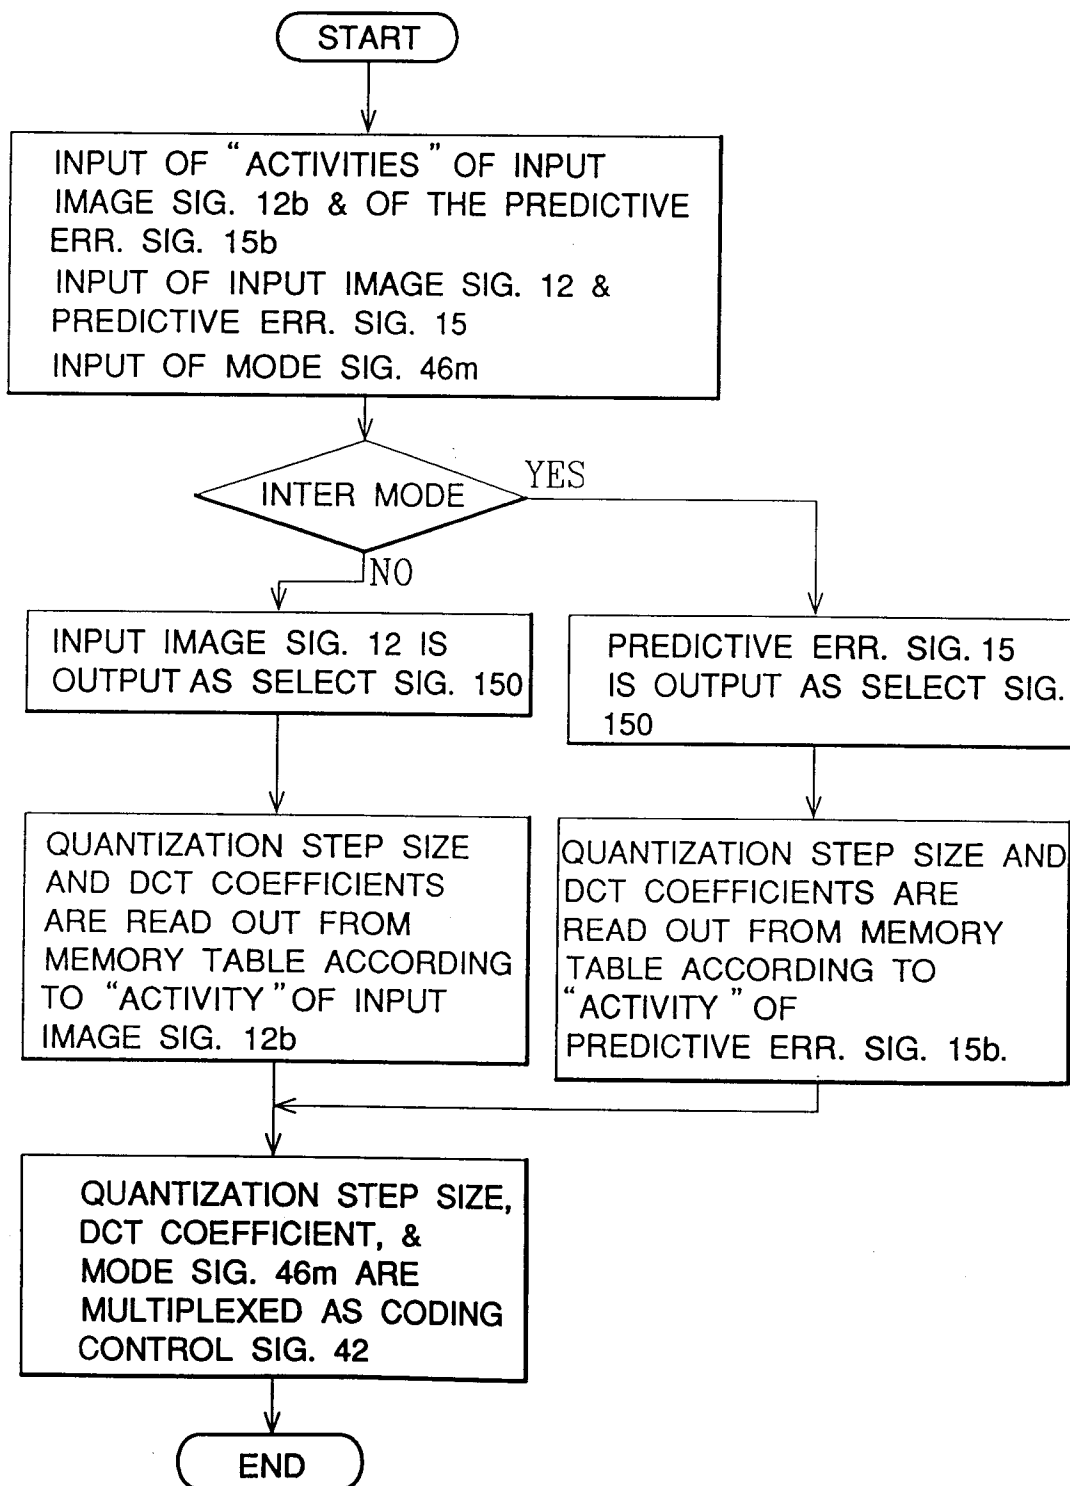 START
INPUT OF "ACTIVITIES" OF INPUT
IMAGE SIG. 12b & OF THE PREDICTIVE
ERR. SIG. 15b
INPUT OF INPUT IMAGE SIG. 12 &
PREDICTIVE ERR. SIG. 15
INPUT OF MODE SIG. 46m
INTER MODE
YES
NO
INPUT IMAGE SIG. 12 IS
OUTPUT AS SELECT SIG. 150
PREDICTIVE ERR. SIG. 15
IS OUTPUT AS SELECT SIG.
150
QUANTIZATION STEP SIZE
AND DCT COEFFICIENTS
ARE READ OUT FROM
MEMORY TABLE ACCORDING
TO "ACTIVITY" OF INPUT
IMAGE SIG. 12b
QUANTIZATION STEP SIZE AND
DCT COEFFICIENTS ARE
READ OUT FROM MEMORY
TABLE ACCORDING TO
"ACTIVITY" OF
PREDICTIVE ERR. SIG. 15b.
QUANTIZATION STEP SIZE,
DCT COEFFICIENT, &
MODE SIG. 46m ARE
MULTIPLEXED AS CODING
CONTROL SIG. 42
END